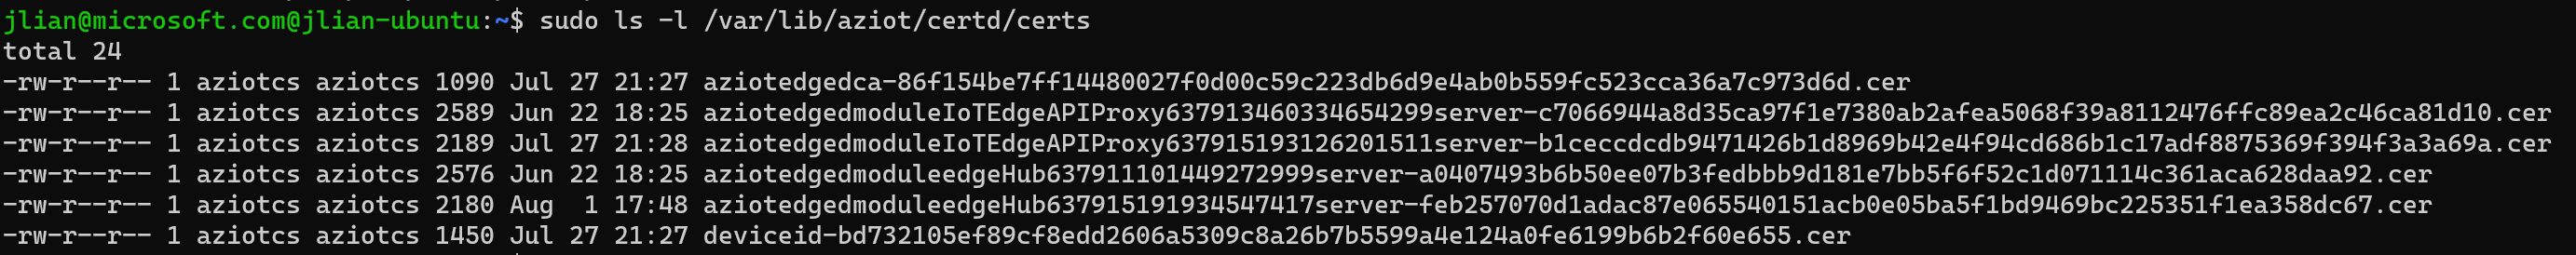 jlian@microsoft.com@jlian-ubuntu:~$ sudo ls -l /var/lib/aziot/certd/certs
total 24
-rw-r--r-- 1 aziotcs aziotcs 1090 Jul 27 21:27 aziotedgedca-86f154be7ff14480027f0d00c59c223db6d9e4ab0b559fc523cca36a7c973d6d.cer
-rw-r--r-- 1 aziotcs aziotcs 2589 Jun 22 18:25 aziotedgedmoduleIoTEdgeAPIProxy637913460334654299server-c7066944a8d35ca97f1e7380ab2afea5068f39a8112476ffc89ea2c46ca81d10.cer
-rw-r--r-- 1 aziotcs aziotcs 2189 Jul 27 21:28 aziotedgedmoduleIoTEdgeAPIProxy637915193126201511server-b1ceccdcdb9471426b1d8969b42e4f94cd686b1c17adf8875369f394f3a3a69a.cer
-rw-r--r-- 1 aziotcs aziotcs 2576 Jun 22 18:25 aziotedgedmoduleedgeHub637911101449272999server-a0407493b6b50ee07b3fedbbb9d181e7bb5f6f52c1d071114c361aca628daa92.cer
-rw-r--r-- 1 aziotcs aziotcs 2180 Aug  1 17:48 aziotedgedmoduleedgeHub637915191934547417server-feb257070d1adac87e065540151acb0e05ba5f1bd9469bc225351f1ea358dc67.cer
-rw-r--r-- 1 aziotcs aziotcs 1450 Jul 27 21:27 deviceid-bd732105ef89cf8edd2606a5309c8a26b7b5599a4e124a0fe6199b6b2f60e655.cer